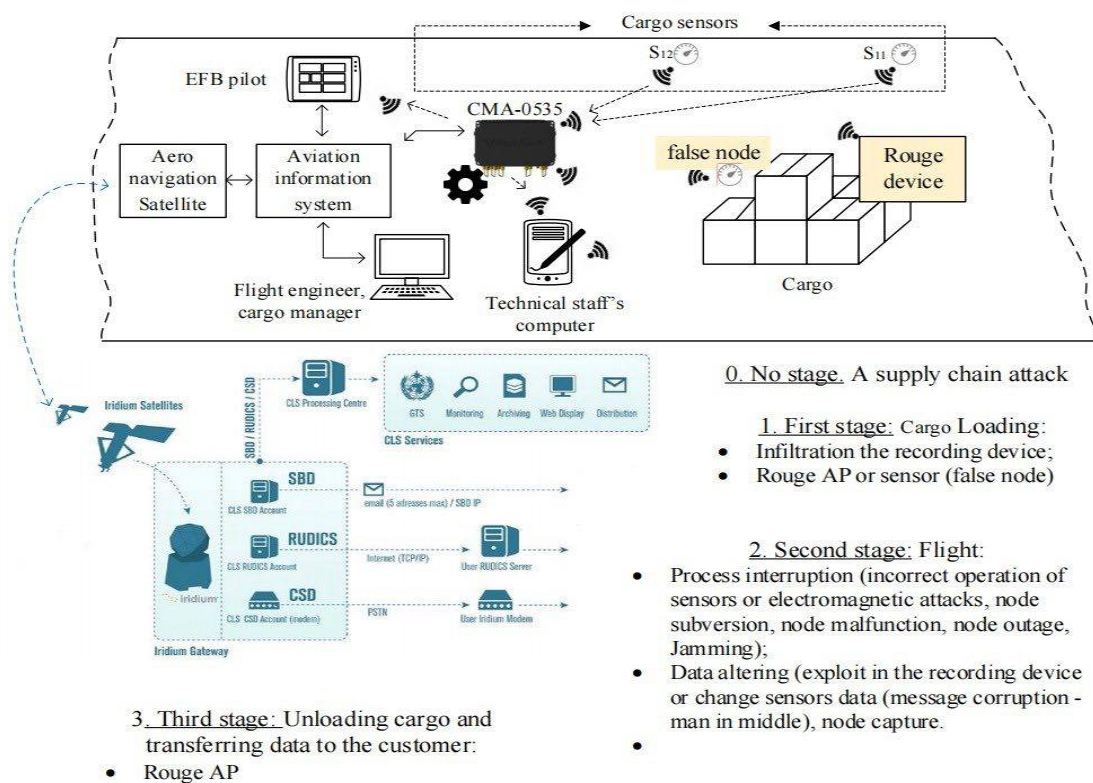 Cargo sensors
S12
S11
EFB pilot
CMA-0535
Aero
navigation
Satellite
Aviation
information
system
false node
Rouge
device
Flight engineer,
cargo manager
Technical staff's
computer
Cargo
Iridium Satellites
SBD / RUDICS / CSD
CLS Processing Centre
GTS
Monitoring
Archiving
Web Display
Distribution
CLS Services
SBD
CLS SBD Account
email (5 adresses max) / SBD IP
RUDICS
CLS RUDICS Account
Internet (TCP/IP)
User RUDICS Server
iridium
CSD
CLS CSD Account (modem)
PSTN
User Iridium Modem
Iridium Gateway
0. No stage. A supply chain attack
1. First stage: Cargo Loading:
• Infiltration the recording device;
• Rouge AP or sensor (false node)
2. Second stage: Flight:
• Process interruption (incorrect operation of
sensors or electromagnetic attacks, node
subversion, node malfunction, node outage,
Jamming);
• Data altering (exploit in the recording device
or change sensors data (message corruption -
man in middle), node capture.
•
3. Third stage: Unloading cargo and
transferring data to the customer:
• Rouge AP